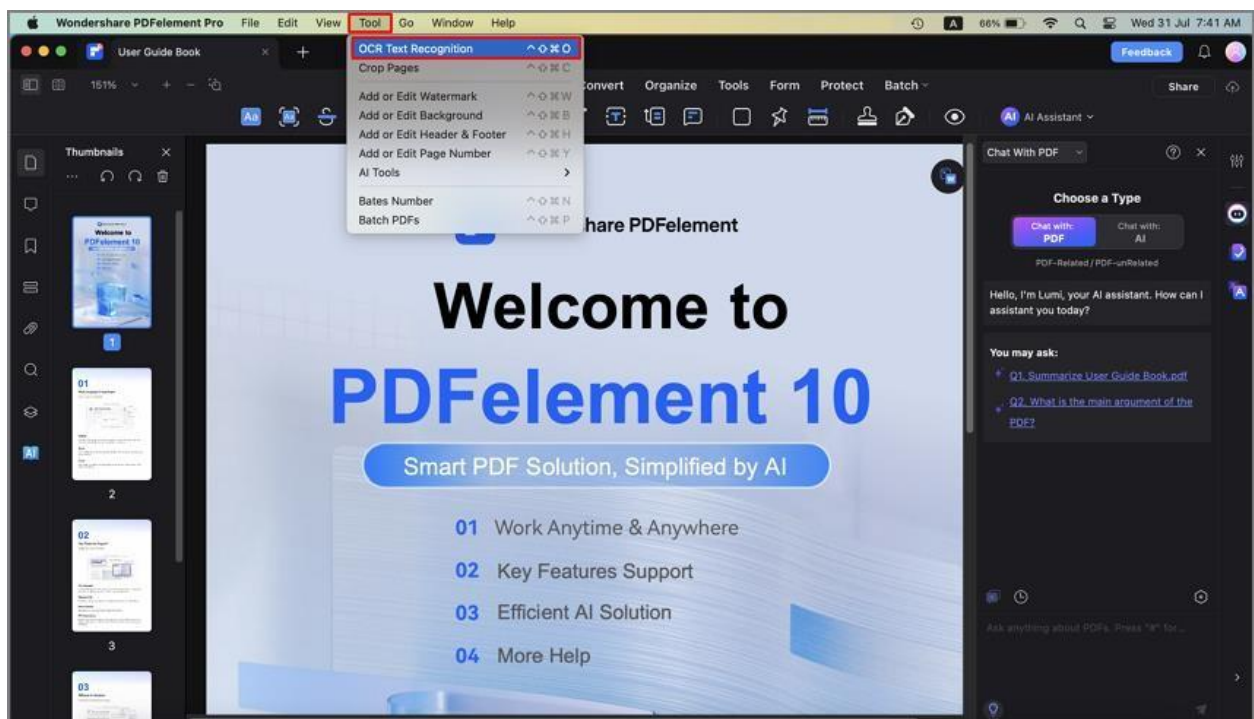 Wondershare PDFelement Pro File Edit View Tool Go Window Help
A 66% Wed 31 Jul 7:41 AM
User Guide Book × +
Feedback
OCR Text Recognition ^⇧⌘O
Crop Pages ^⇧⌘C
Add or Edit Watermark ^⇧⌘W
Add or Edit Background ^⇧⌘B
Add or Edit Header & Footer ^⇧⌘H
Add or Edit Page Number ^⇧⌘Y
AI Tools >
Bates Number ^⇧⌘N
Batch PDFs ^⇧⌘P
151% + −
Convert Organize Tools Form Protect Batch
Share
AI Assistant
Thumbnails ×
Welcome to
PDFelement 10
1
01
2
02
3
03
hare PDFelement
Welcome to
PDFelement 10
Smart PDF Solution, Simplified by AI
01 Work Anytime & Anywhere
02 Key Features Support
03 Efficient AI Solution
04 More Help
Chat With PDF
Choose a Type
Chat with:
PDF
Chat with:
AI
PDF-Related/PDF-unRelated
Hello, I'm Lumi, your AI assistant. How can I
assistant you today?
You may ask:
Q1. Summarize User Guide Book.pdf
Q2. What is the main argument of the
PDF?
Ask anything about PDFs. Press "#" for...